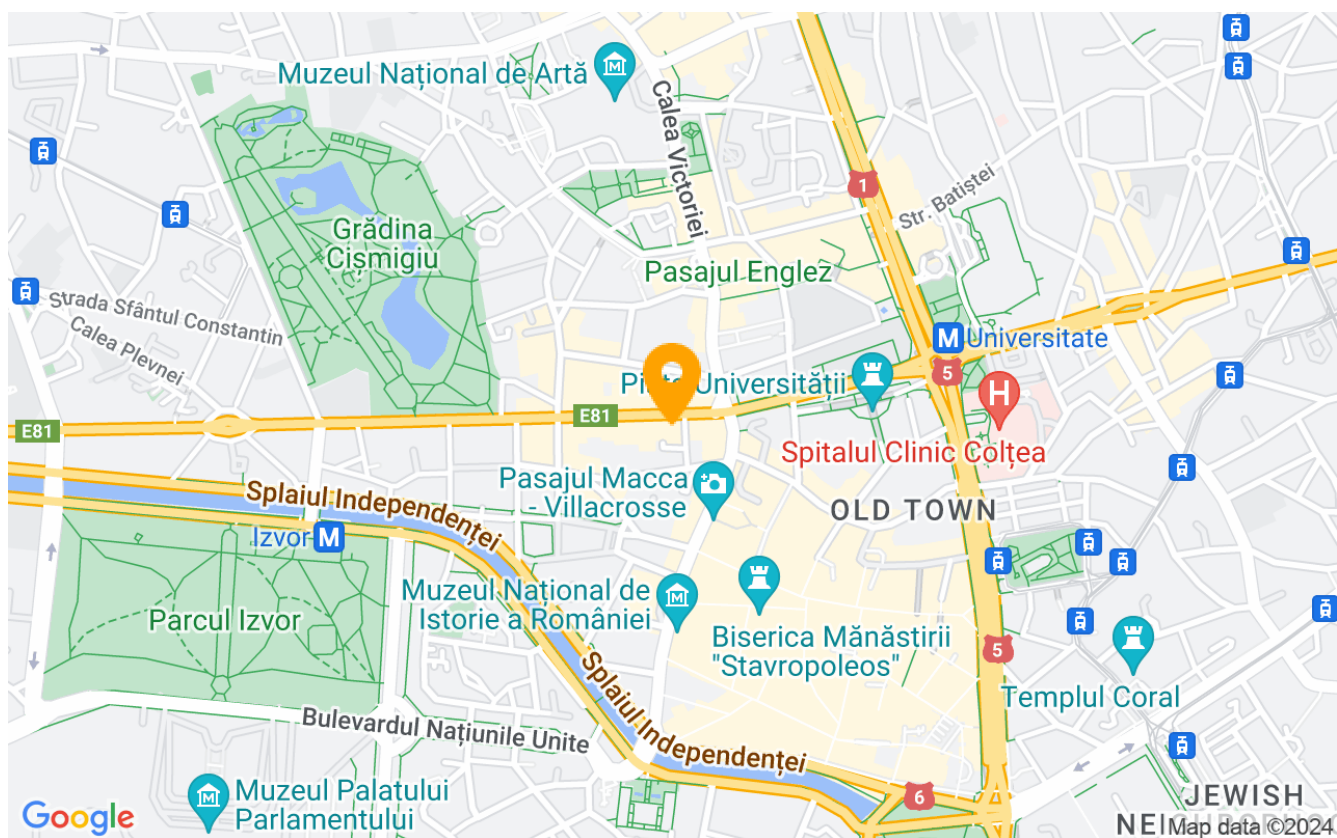 Muzeul Național de Artă
Calea Victoriei
1
Str. Batiștei
Grădina
Cișmigiu
Pasajul Englez
Strada Sfântul Constantin
Calea Plevnei
M Universitate
5
Universității
H
E81
E81
Spitalul Clinic Colțea
Pasajul Macca
- Villacrosse
Splaiul Independenței
OLD TOWN
Izvor M
Muzeul Național de
Istorie a României
Parcul Izvor
Biserica Mănăstirii
"Stavropoleos"
5
Splaiul Independenței
Templul Coral
Bulevardul Națiunile Unite
Muzeul Palatului
Parlamentului
6
JEWISH
Google
Map data ©2024